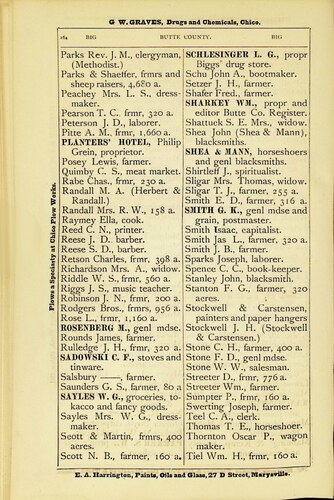 G W. GRAVES, Drugs and Chemicals, Chico.
164 BIG BUTTE COUNTY. BIG
Parks Rev. J. M., clergyman,
(Methodist.)
Parks & Shaeffer, frmrs and
sheep raisers, 4,680 a.
Peachey Mrs. L. S., dress-
maker.
Pearson T. C., frmr, 320 a.
Peterson J. D., laborer.
Pitte A. M., frmr, 1,660 a.
PLANTERS' HOTEL, Philip
Grein, proprietor.
Posey Lewis, farmer.
Quimby C. S., meat market.
Rabe Chas., frmr, 230 a.
Randall M. A. (Herbert &
Randall.)
Randall Mrs. R. W., 158 a.
Raymey Ella, cook.
Reed C. N., printer.
Reese J. D. barber.
Reese S. D., barber.
Retson Charles, frmr, 398 a.
Richardson Mrs. A., widow.
Riddle W. S., frmr, 560 a.
Riggs J. S., music teacher.
Robinson J. N., frmr, 200 a.
Rodgers Bros., frmrs, 956 a.
Rose L., frmr, 1,160 a.
ROSENBERG M., genl mdse.
Rounds James, farmer.
Rulledge J. H., frmr, 320 a.
SADOWSKI C. F., stoves and
tinware.
Salsbury ——, farmer.
Saunders G. S., farmer, 80 a
SAYLES W. G., groceries, to-
kacco and fancy goods.
Sayles Mrs. W. G., dress-
maker.
Scott & Martin, frmrs, 400
acres.
Scott N. B., farmer, 160 a.
SCHLESINGER L. G., propr
Biggs' drug store.
Schu John A., bootmaker.
Setzer J. H., farmer.
Shafer Fred., farmer.
SHARKEY WM., propr and
editor Butte Co. Register.
Shattuck S. E. Mrs., widow.
Shea John (Shea & Mann),
blacksmiths.
SHEA & MANN, horseshoers
and genl blacksmiths.
Shirtleff J., spiritualist.
Sligar Mrs. Thomas, widow.
Sligar T. J., farmer, 255 a.
Smith E. D., farmer, 316 a.
SMITH G. K., genl mdse and
grain, postmaster.
Smith Isaac, capitalist.
Smith Jas L., farmer, 320 a.
Smith J. B., farmer.
Sparks Joseph, laborer.
Spence C. C., book-keeper.
Stanley John, blacksmith.
Stanton F. G., farmer, 320
acres.
Stockwell & Carstensen,
painters and paper hangers
Stockwell J. H. (Stockwell
& Carstensen.)
Stone C. H., farmer, 400 a.
Stone F. D., genl mdse.
Stone W. W., salesman.
Streeter D., frmr, 776 a.
Streeter Wm., farmer.
Sumpter P., frmr, 160 a.
Swerting Joseph, farmer.
Teel C. A., clerk.
Thomas T. E., horseshoer.
Thornton Oscar P., wagon
maker.
Tiel Wm. H., frmr, 160 a.
Plows a Specialty at Chico Plow Works.
E. A. Harrington, Paints, Oils and Glass, 27 D Street, Marysville.